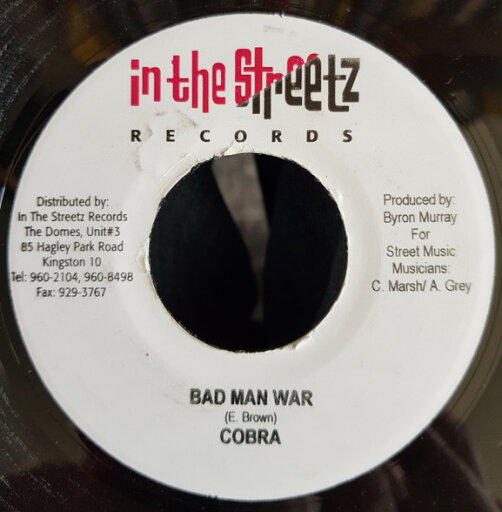 in the Streetz
RECORDS
Distributed by:
in The Streetz Records
The Domes, Unit#3
85 Hagley Park Road
Kingston 10
Tel: 960-2104, 960-8498
Fax: 929-3767
Produced by:
Byron Murray
For
Street Music
Musicians:
C. Marsh/ A. Grey
BAD MAN WAR
(E. Brown)
COBRA